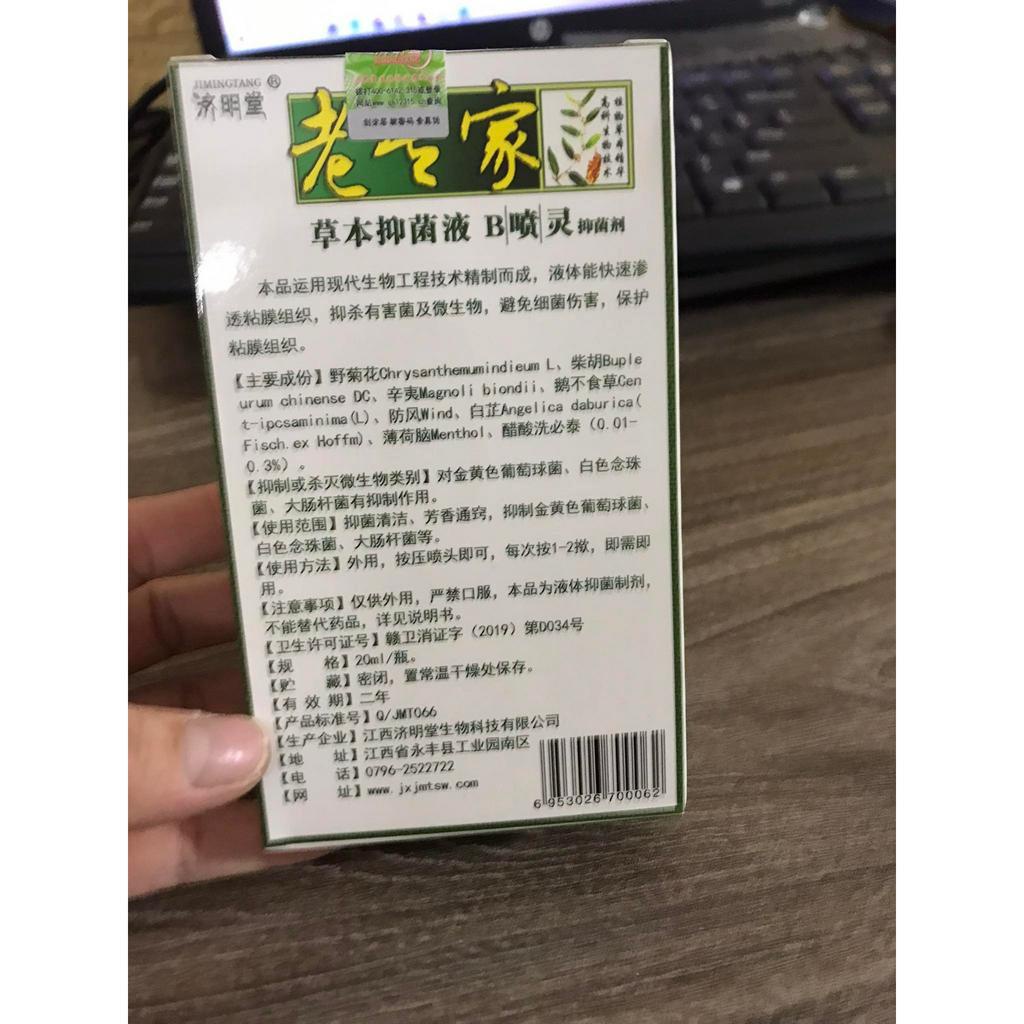 JIMINGTANG ®
济明堂
老专家
植物草本精华
高科生物技术
草本抑菌液 B喷灵 抑菌剂
本品运用现代生物工程技术精制而成，液体能快速渗
透粘膜组织，抑杀有害菌及微生物，避免细菌伤害，保护
粘膜组织。
【主要成份】野菊花Chrysanthemumindieum L、柴胡Buple
urum chinense DC、辛夷Magnoli biondii、鹅不食草Cen
t-ipcsaminima(L)、防风Wind、白芷Angelica daburica(
Fisch.ex Hoffm)、薄荷脑Menthol、醋酸洗必泰（0.01-
0.3%）。
【抑制或杀灭微生物类别】对金黄色葡萄球菌、白色念珠
菌、大肠杆菌有抑制作用。
【使用范围】抑菌清洁、芳香通窍，抑制金黄色葡萄球菌、
白色念珠菌、大肠杆菌等。
【使用方法】外用，按压喷头即可，每次按1-2揿，即需即
用。
【注意事项】仅供外用，严禁口服，本品为液体抑菌制剂，
不能替代药品，详见说明书。
【卫生许可证号】赣卫消证字（2019）第D034号
【规 格】20ml/瓶。
【贮 藏】密闭，置常温干燥处保存。
【有 效 期】二年
【产品标准号】Q/JMT066
【生产企业】江西济明堂生物科技有限公司
【地 址】江西省永丰县工业园南区
【电 话】0796-2522722
【网 址】www.jxjmtsw.com
6 953026 700062